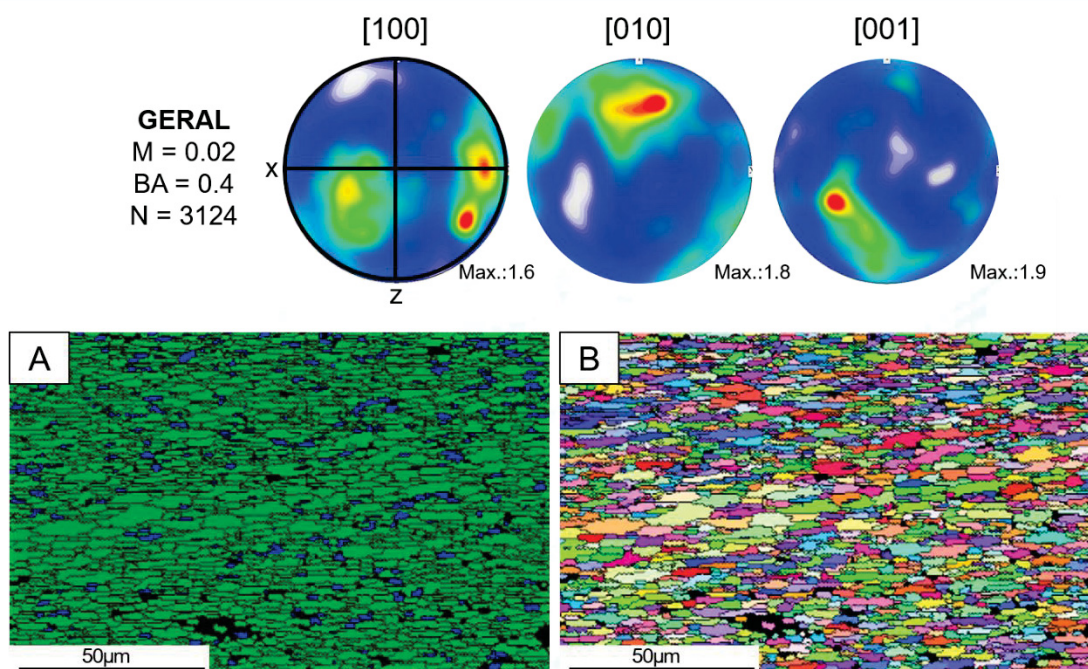 [100] [010] [001]
GERAL
M = 0.02
BA = 0.4
N = 3124
X
Z
Max.:1.6 Max.:1.8 Max.:1.9
A B
50µm 50µm